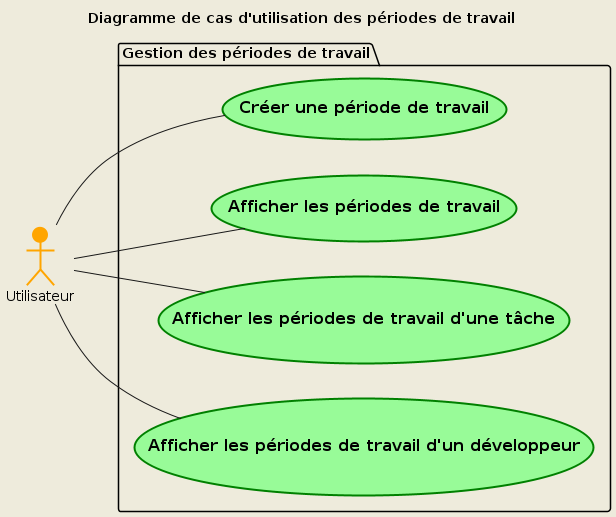 Diagramme de cas d'utilisation des périodes de travail
Gestion des périodes de travail
Créer une période de travail
Afficher les périodes de travail
Utilisateur
Afficher les périodes de travail d'une tâche
Afficher les périodes de travail d'un développeur